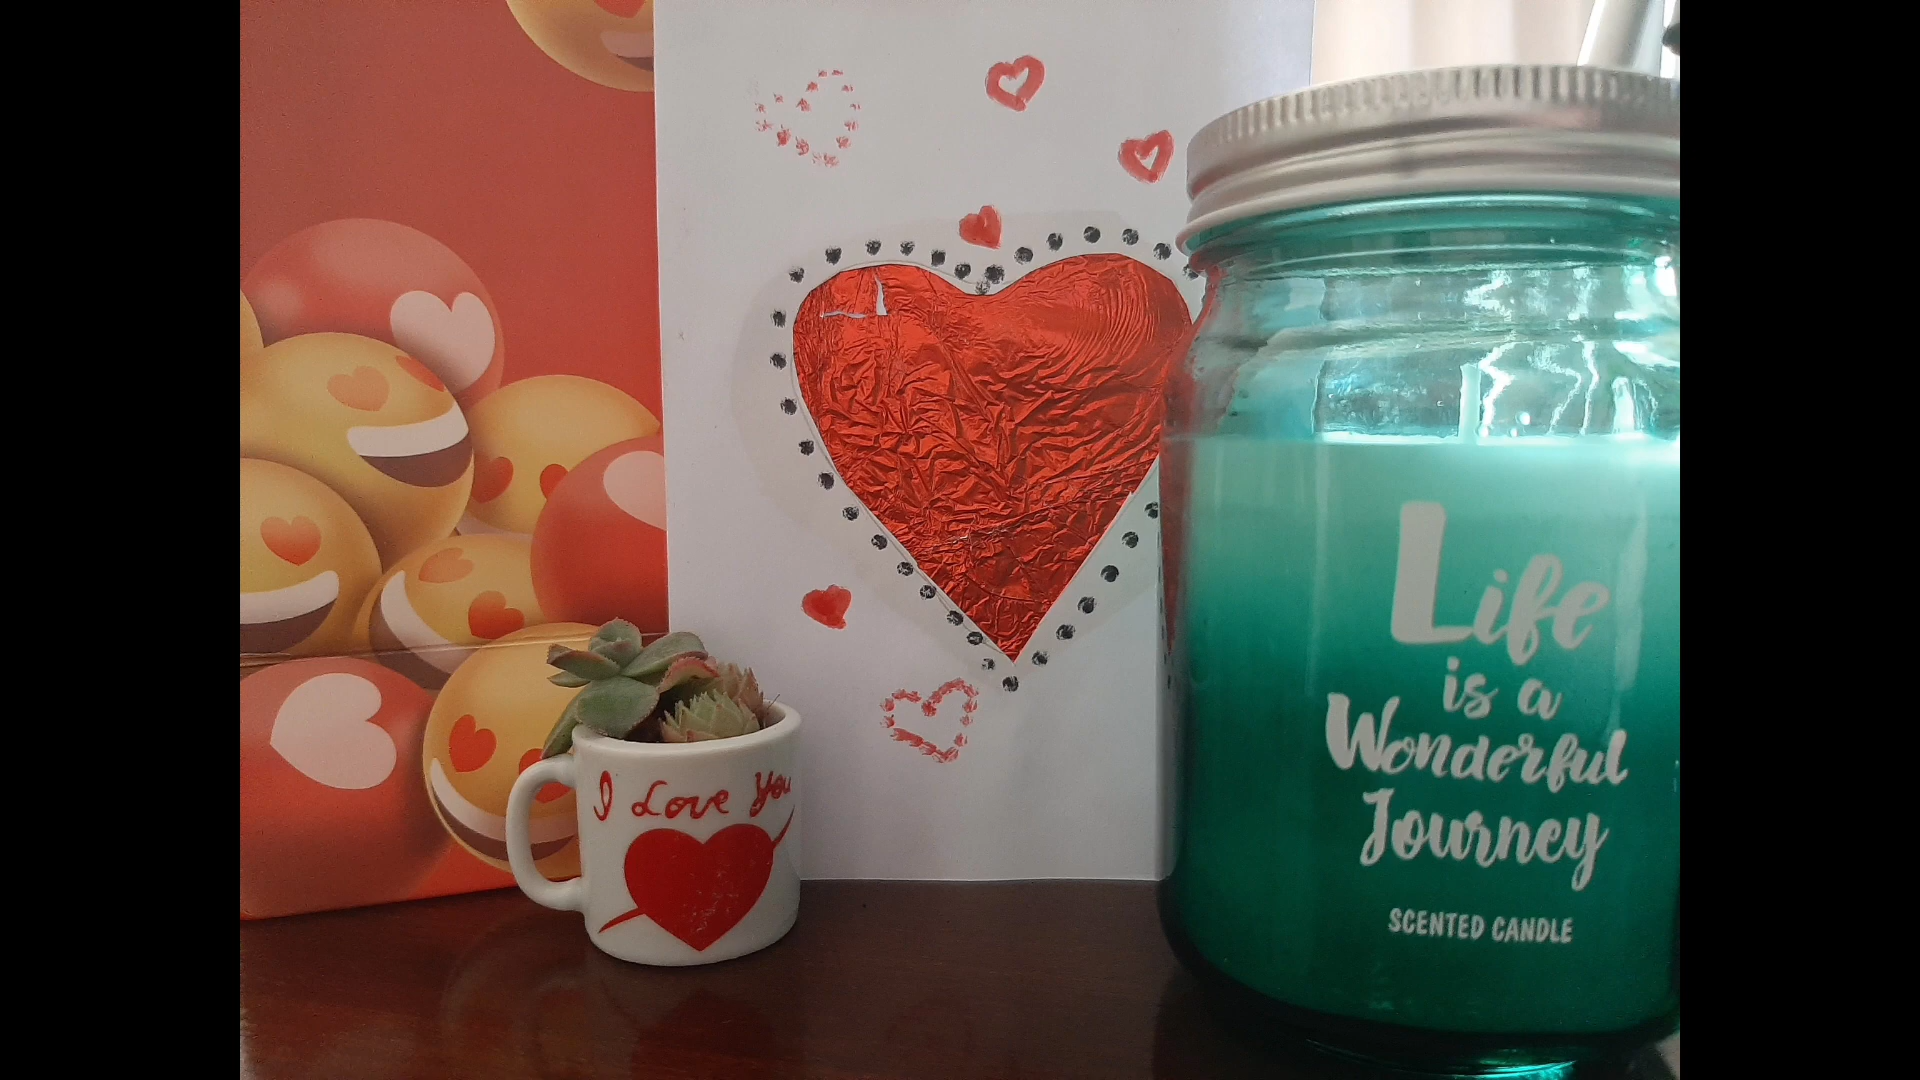 I Love You
Life
is a
Wonderful
Journey
SCENTED CANDLE